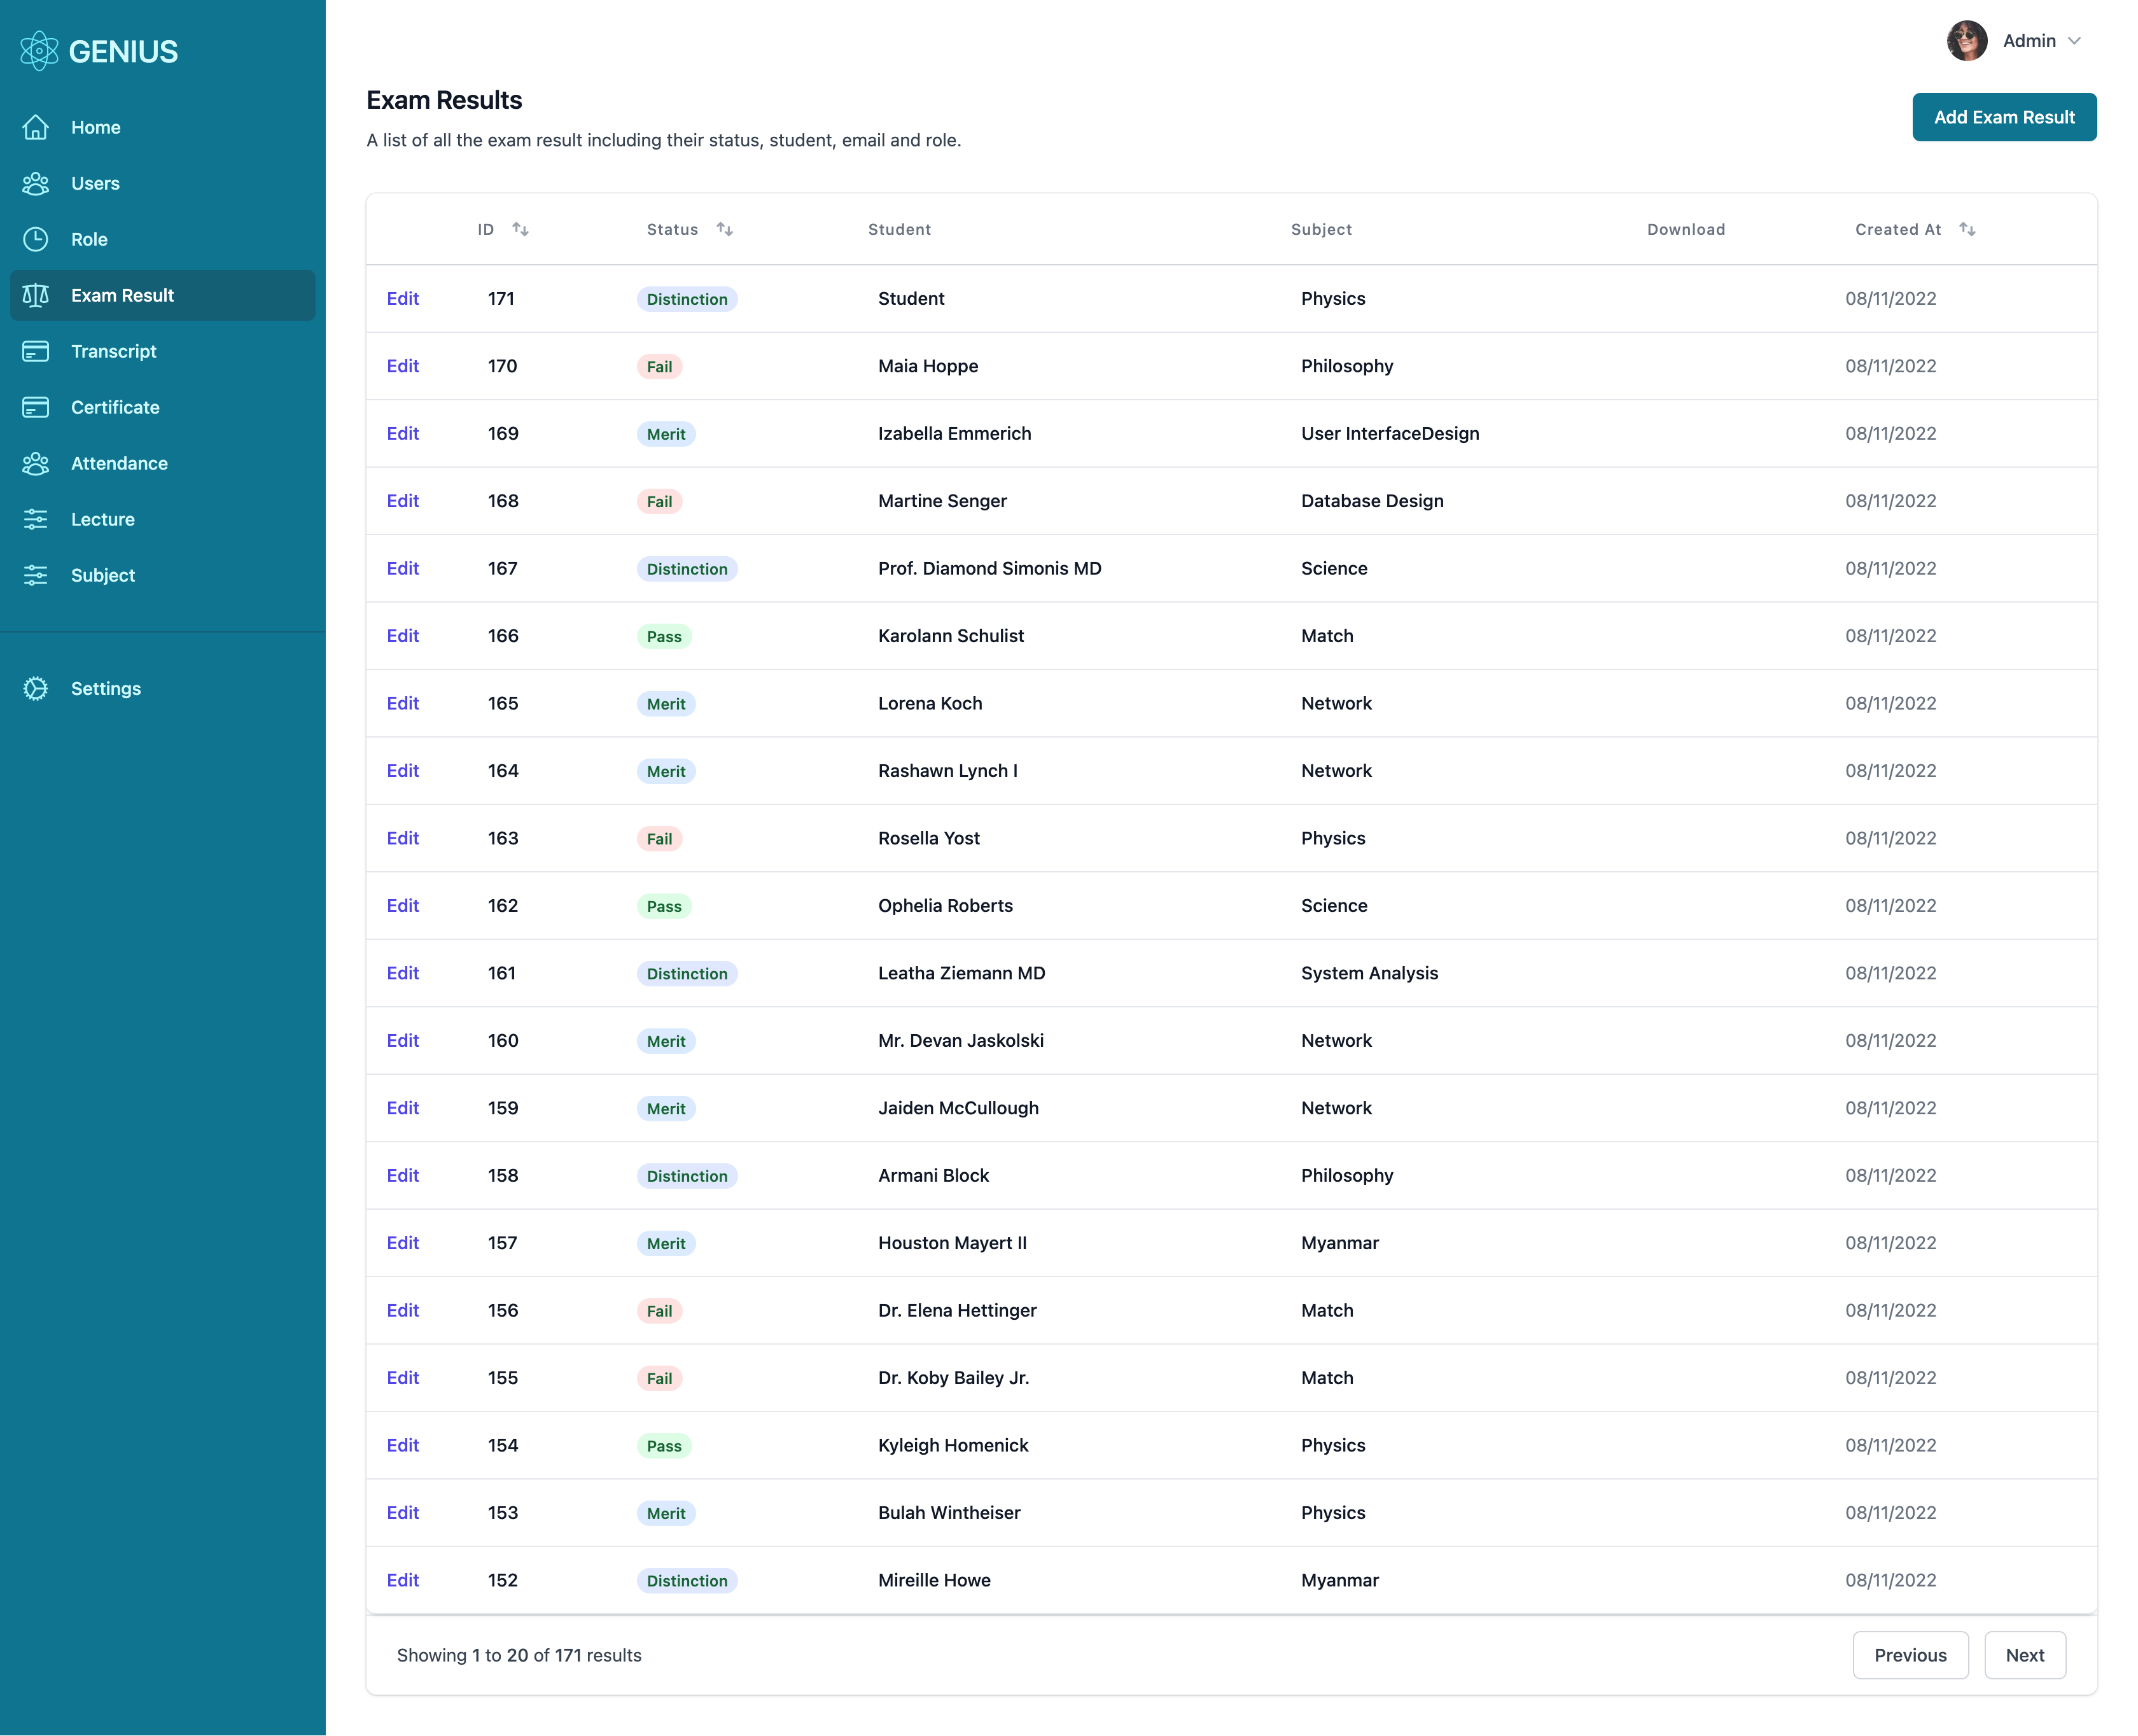 GENIUS
Home
Users
Role
Exam Result
Transcript
Certificate
Attendance
Lecture
Subject
Settings
Admin
Exam Results
A list of all the exam result including their status, student, email and role.
Add Exam Result
ID Status Student Subject Download Created At
Edit 171 Distinction Student Physics 08/11/2022
Edit 170 Fail Maia Hoppe Philosophy 08/11/2022
Edit 169 Merit Izabella Emmerich User InterfaceDesign 08/11/2022
Edit 168 Fail Martine Senger Database Design 08/11/2022
Edit 167 Distinction Prof. Diamond Simonis MD Science 08/11/2022
Edit 166 Pass Karolann Schulist Match 08/11/2022
Edit 165 Merit Lorena Koch Network 08/11/2022
Edit 164 Merit Rashawn Lynch I Network 08/11/2022
Edit 163 Fail Rosella Yost Physics 08/11/2022
Edit 162 Pass Ophelia Roberts Science 08/11/2022
Edit 161 Distinction Leatha Ziemann MD System Analysis 08/11/2022
Edit 160 Merit Mr. Devan Jaskolski Network 08/11/2022
Edit 159 Merit Jaiden McCullough Network 08/11/2022
Edit 158 Distinction Armani Block Philosophy 08/11/2022
Edit 157 Merit Houston Mayert II Myanmar 08/11/2022
Edit 156 Fail Dr. Elena Hettinger Match 08/11/2022
Edit 155 Fail Dr. Koby Bailey Jr. Match 08/11/2022
Edit 154 Pass Kyleigh Homenick Physics 08/11/2022
Edit 153 Merit Bulah Wintheiser Physics 08/11/2022
Edit 152 Distinction Mireille Howe Myanmar 08/11/2022
Showing 1 to 20 of 171 results
Previous Next